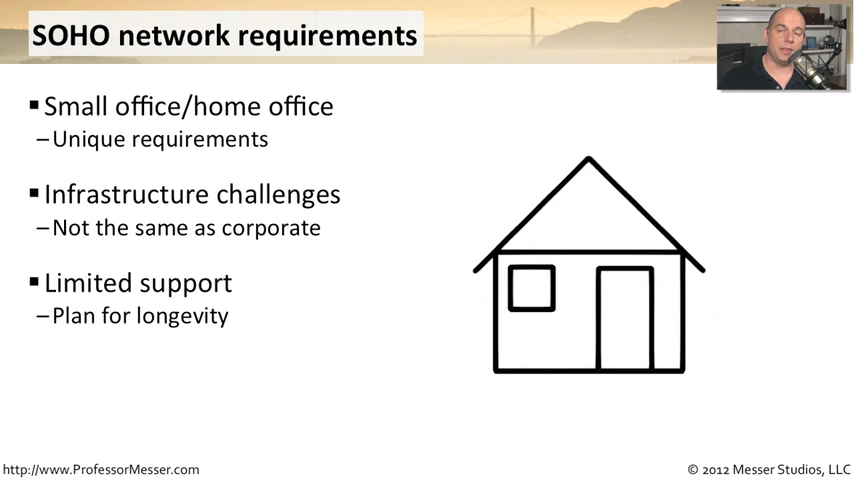 SOHO network requirements
▪ Small office/home office
–Unique requirements
▪ Infrastructure challenges
–Not the same as corporate
▪ Limited support
–Plan for longevity
http://www.ProfessorMesser.com
© 2012 Messer Studios, LLC